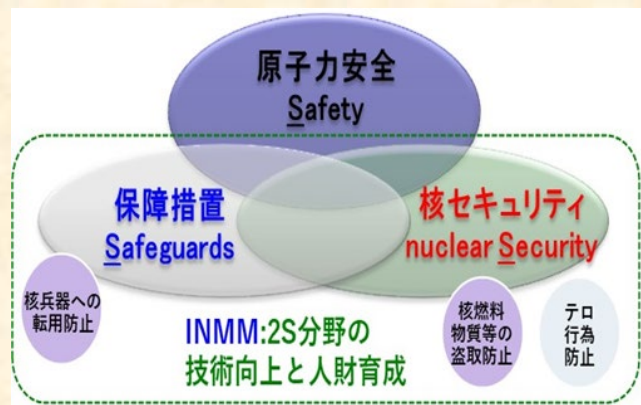 原子力安全
Safety
保障措置
Safeguards
核セキュリティ
nuclear Security
核兵器への
転用防止
INMM:2S分野の
技術向上と人財育成
核燃料
物質等の
盗取防止
テロ
行為
防止